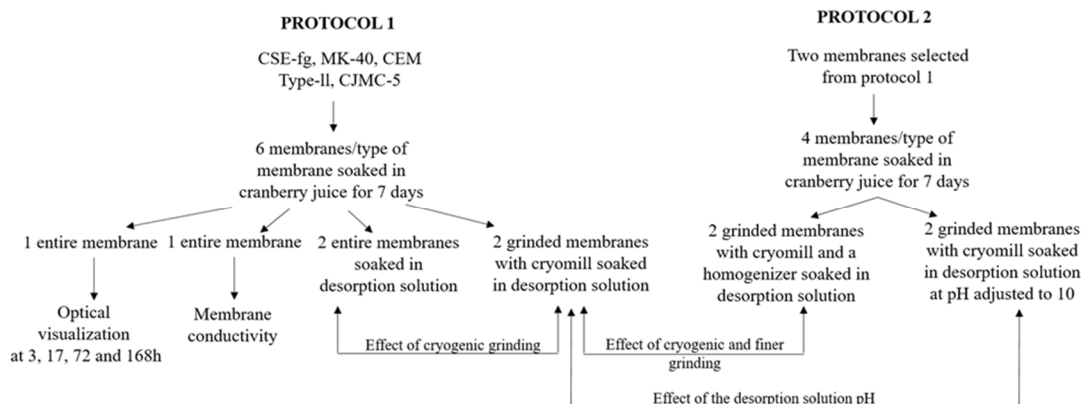 PROTOCOL 1
CSE-fg, MK-40, CEM
Type-ll, CJMC-5
6 membranes/type of
membrane soaked in
cranberry juice for 7 days
1 entire membrane
Optical
visualization
at 3, 17, 72 and 168h
1 entire membrane
Membrane
conductivity
2 entire membranes
soaked in
desorption solution
2 grinded membranes
with cryomill soaked
in desorption solution
Effect of cryogenic grinding
PROTOCOL 2
Two membranes selected
from protocol 1
4 membranes/type of
membrane soaked in
cranberry juice for 7 days
2 grinded membranes
with cryomill and a
homogenizer soaked in
desorption solution
2 grinded membranes
with cryomill soaked
in desorption solution
at pH adjusted to 10
Effect of cryogenic and finer
grinding
Effect of the desorption solution pH